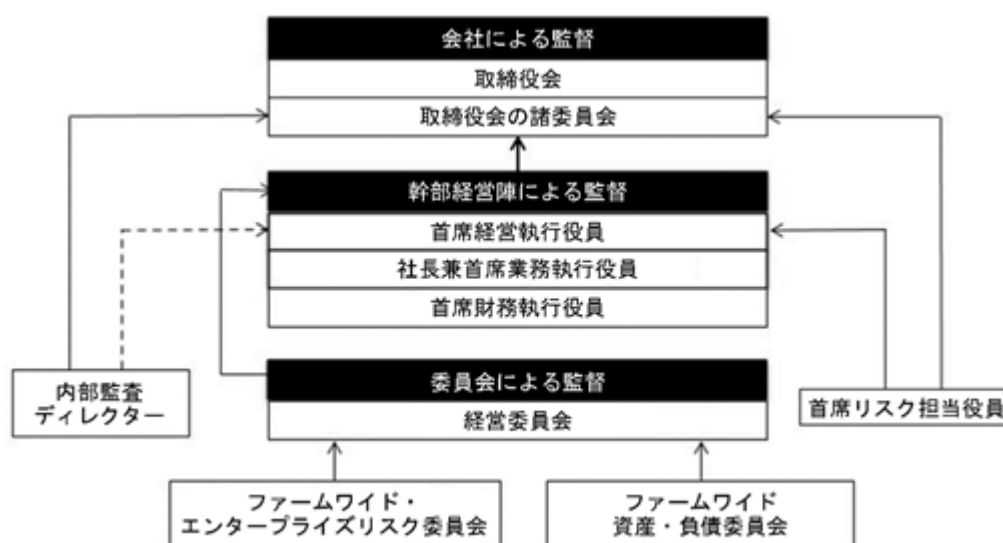 会社による監督
取締役会
取締役会の諸委員会
幹部経営陣による監督
首席経営執行役員
社長兼首席業務執行役員
首席財務執行役員
内部監査
ディレクター
委員会による監督
経営委員会
首席リスク担当役員
ファームワイド・
エンタープライズリスク委員会
ファームワイド
資産・負債委員会